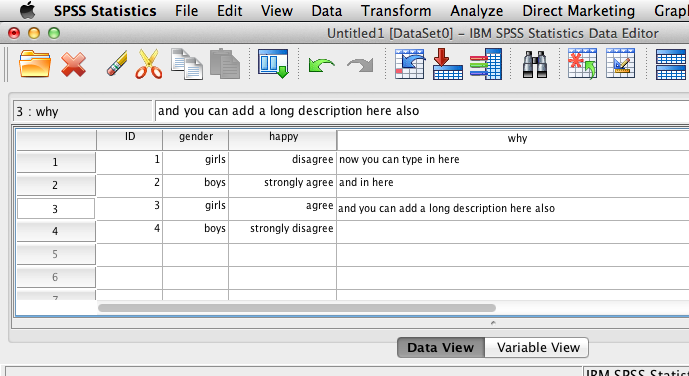 SPSS Statistics File Edit View Data Transform Analyze Direct Marketing Gra
Untitled1 [DataSet0] – IBM SPSS Statistics Data Editor
3 : why and you can add a long description here also
ID gender happy why
1 1 girls disagree now you can type in here
2 2 boys strongly agree and in here
3 3 girls agree and you can add a long description here also
4 4 boys strongly disagree
5
6
7
Data View Variable View
IBM SPSS Statis